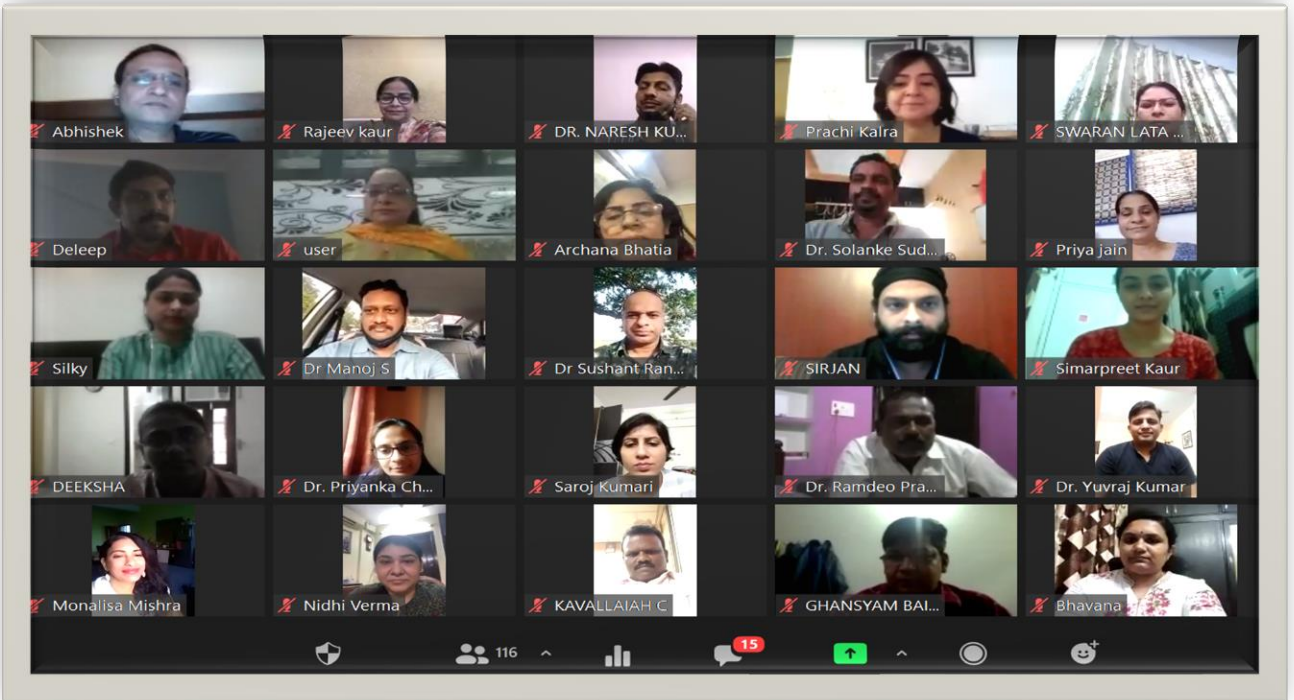 Abhishek
Rajeev kaur
DR. NARESH KU...
Prachi Kalra
SWARAN LATA ...
Deleep
user
Archana Bhatia
Dr. Solanke Sud...
Priya jain
Silky
Dr Manoj S
Dr Sushant Ran...
SIRJAN
Simarpreet Kaur
DEEKSHA
Dr. Priyanka Ch...
Saroj Kumari
Dr. Ramdeo Pra...
Dr. Yuvraj Kumar
Monalisa Mishra
Nidhi Verma
KAVALLAIAH C
GHANSYAM BAI...
Bhavana
116
15